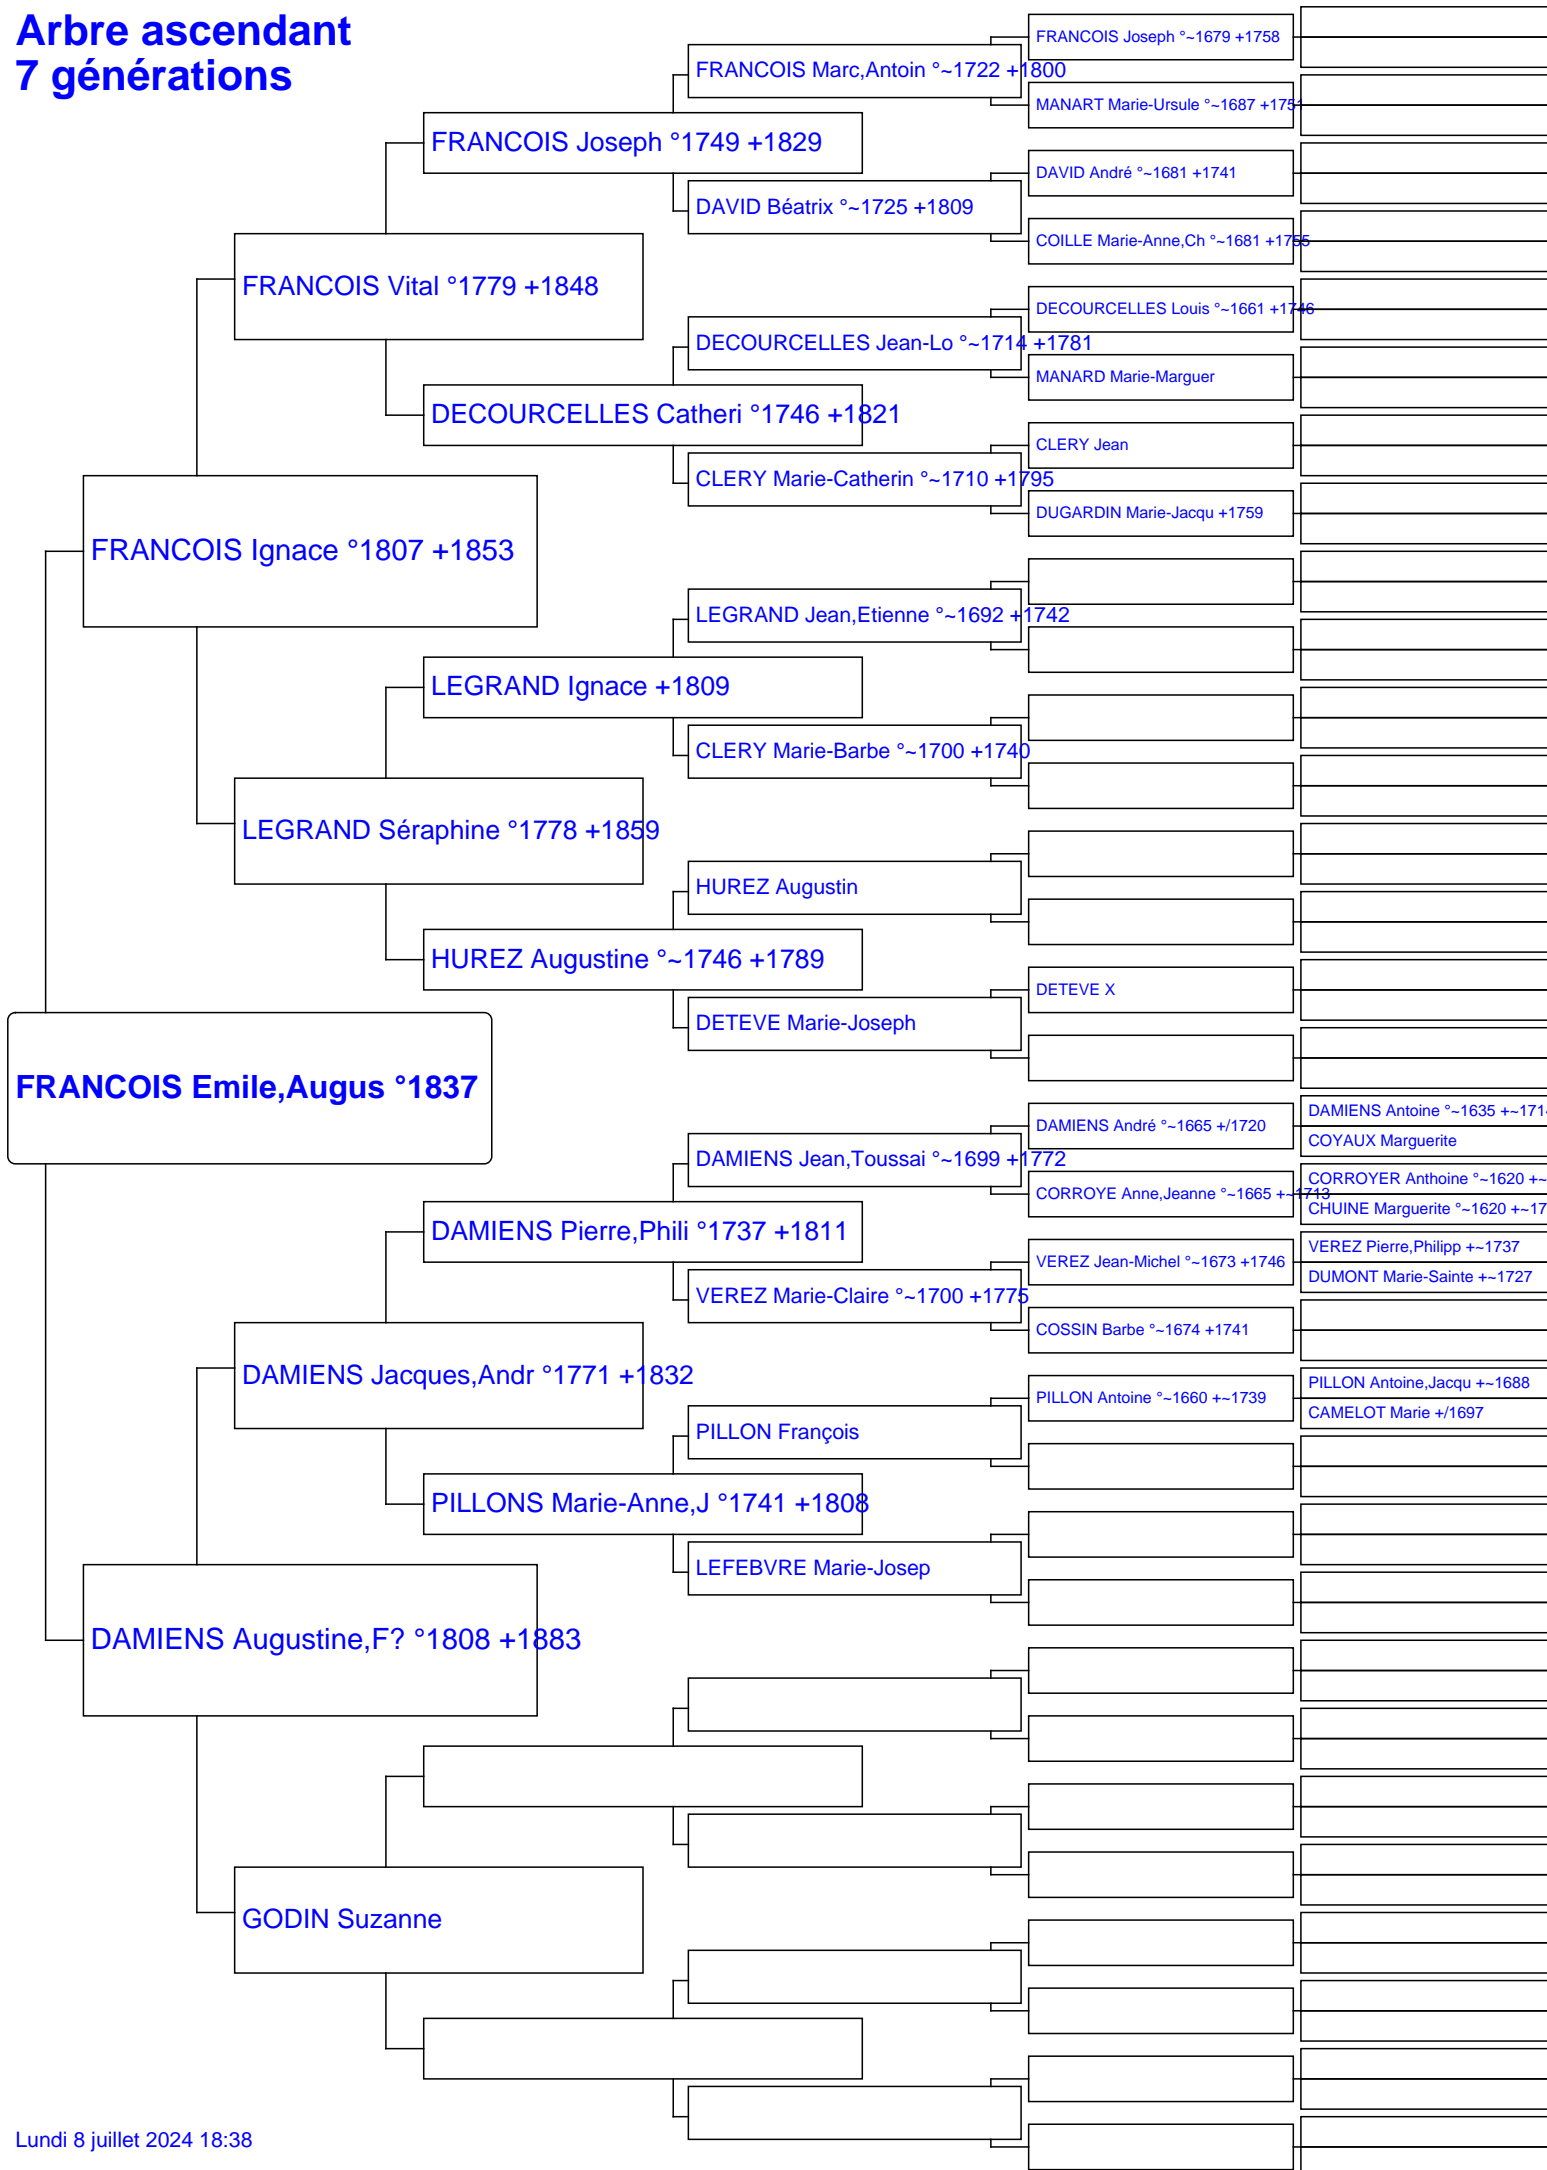 Arbre ascendant
7 générations
FRANCOIS Emile,Augus °1837
FRANCOIS Ignace °1807 +1853
DAMIENS Augustine,F? °1808 +1883
FRANCOIS Vital °1779 +1848
LEGRAND Séraphine °1778 +1859
DAMIENS Jacques,Andr °1771 +1832
GODIN Suzanne
FRANCOIS Joseph °1749 +1829
DECOURCELLES Catheri °1746 +1821
LEGRAND Ignace +1809
HUREZ Augustine °~1746 +1789
DAMIENS Pierre,Phili °1737 +1811
PILLONS Marie-Anne,J °1741 +1808
FRANCOIS Marc,Antoin °~1722 +1800
DAVID Béatrix °~1725 +1809
DECOURCELLES Jean-Lo °~1714 +1781
CLERY Marie-Catherin °~1710 +1795
LEGRAND Jean,Etienne °~1692 +1742
CLERY Marie-Barbe °~1700 +1740
HUREZ Augustin
DETEVE Marie-Joseph
DAMIENS Jean,Toussai °~1699 +1772
VEREZ Marie-Claire °~1700 +1775
PILLON François
LEFEBVRE Marie-Josep
FRANCOIS Joseph °~1679 +1758
MANART Marie-Ursule °~1687 +1751
DAVID André °~1681 +1741
COILLE Marie-Anne,Ch °~1681 +1755
DECOURCELLES Louis °~1661 +1746
MANARD Marie-Marguer
CLERY Jean
DUGARDIN Marie-Jacqu +1759
DETEVE X
DAMIENS André °~1665 +/1720
CORROYE Anne,Jeanne °~1665 +~1713
VEREZ Jean-Michel °~1673 +1746
COSSIN Barbe °~1674 +1741
PILLON Antoine °~1660 +~1739
DAMIENS Antoine °~1635 +~1714
COYAUX Marguerite
CORROYER Anthoine °~1620 +~
CHUINE Marguerite °~1620 +~17
VEREZ Pierre,Philipp +~1737
DUMONT Marie-Sainte +~1727
PILLON Antoine,Jacqu +~1688
CAMELOT Marie +/1697
Lundi 8 juillet 2024 18:38